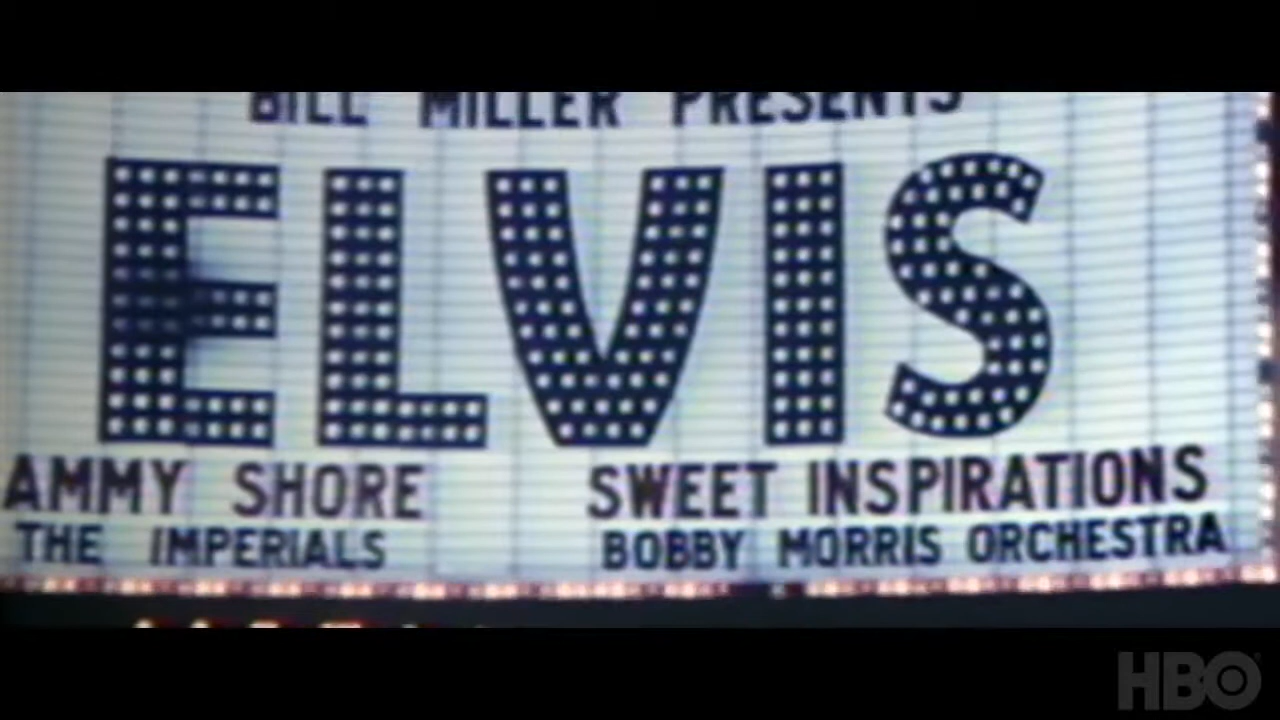 BILL MILLER PRESENTS
ELVIS
AMMY SHORE SWEET INSPIRATIONS
THE IMPERIALS BOBBY MORRIS ORCHESTRA
HBO